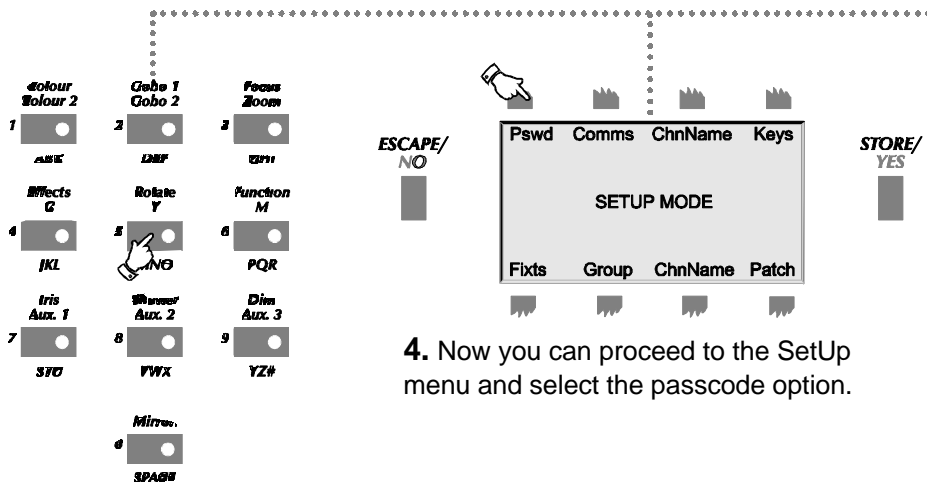 Colour
Colour 2
Gobo 1
Gobo 2
Focus
Zoom
1
2
3
ABC
DEF
GHI
Effects
G
Rotate
Y
Function
M
4
5
6
JKL
MNO
PQR
Iris
Aux. 1
Aux. 2
Dim
Aux. 3
7
8
9
STU
VWX
YZ#
Mirror
SPACE
ESCAPE/
NO
Pswd Comms ChnName Keys
SETUP MODE
Fixts Group ChnName Patch
STORE/
YES
4. Now you can proceed to the SetUp
menu and select the passcode option.